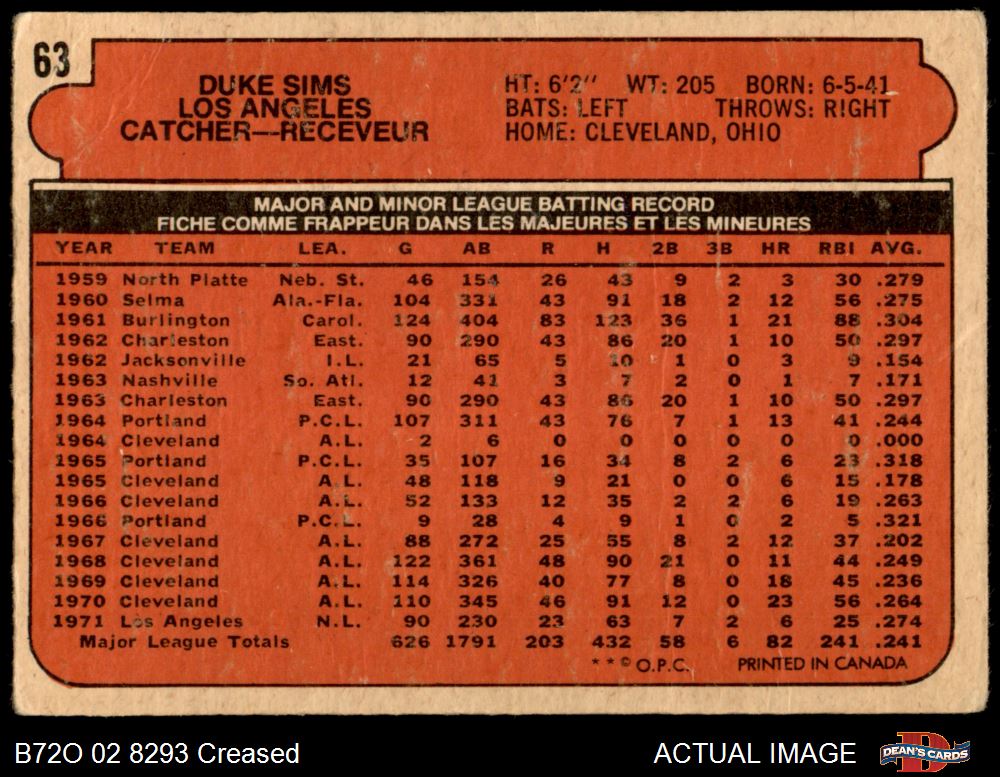 63
DUKE SIMS
LOS ANGELES
CATCHER—RECEVEUR
HT: 6'2" WT: 205 BORN: 6-5-41
BATS: LEFT THROWS: RIGHT
HOME: CLEVELAND, OHIO
MAJOR AND MINOR LEAGUE BATTING RECORD
FICHE COMME FRAPPEUR DANS LES MAJEURES ET LES MINEURES
YEAR TEAM LEA. G AB R H 2B 3B HR RBI AVG.
1959 North Platte Neb. St. 46 154 26 43 9 2 3 30 .279
1960 Selma Ala.-Fla. 104 331 43 91 18 2 12 56 .275
1961 Burlington Carol. 124 404 83 123 36 1 21 88 .304
1962 Charleston East. 90 290 43 86 20 1 10 50 .297
1962 Jacksonville I.L. 21 65 5 10 1 0 3 9 .154
1963 Nashville So. Atl. 12 41 3 7 2 0 1 7 .171
1963 Charleston East. 90 290 43 86 20 1 10 50 .297
1964 Portland P.C.L. 107 311 43 76 7 1 13 41 .244
1964 Cleveland A.L. 2 6 0 0 0 0 0 0 .000
1965 Portland P.C.L. 35 107 16 34 8 2 6 23 .318
1965 Cleveland A.L. 48 118 9 21 0 0 6 15 .178
1966 Cleveland A.L. 52 133 12 35 2 2 6 19 .263
1966 Portland P.C.L. 9 28 4 9 1 0 2 5 .321
1967 Cleveland A.L. 88 272 25 55 8 2 12 37 .202
1968 Cleveland A.L. 122 361 48 90 21 0 11 44 .249
1969 Cleveland A.L. 114 326 40 77 8 0 18 45 .236
1970 Cleveland A.L. 110 345 46 91 12 0 23 56 .264
1971 Los Angeles N.L. 90 230 23 63 7 2 6 25 .274
Major League Totals 626 1791 203 432 58 6 82 241 .241
* * © O.P.C. PRINTED IN CANADA
B72O 02 8293 Creased ACTUAL IMAGE DEAN'S CARDS